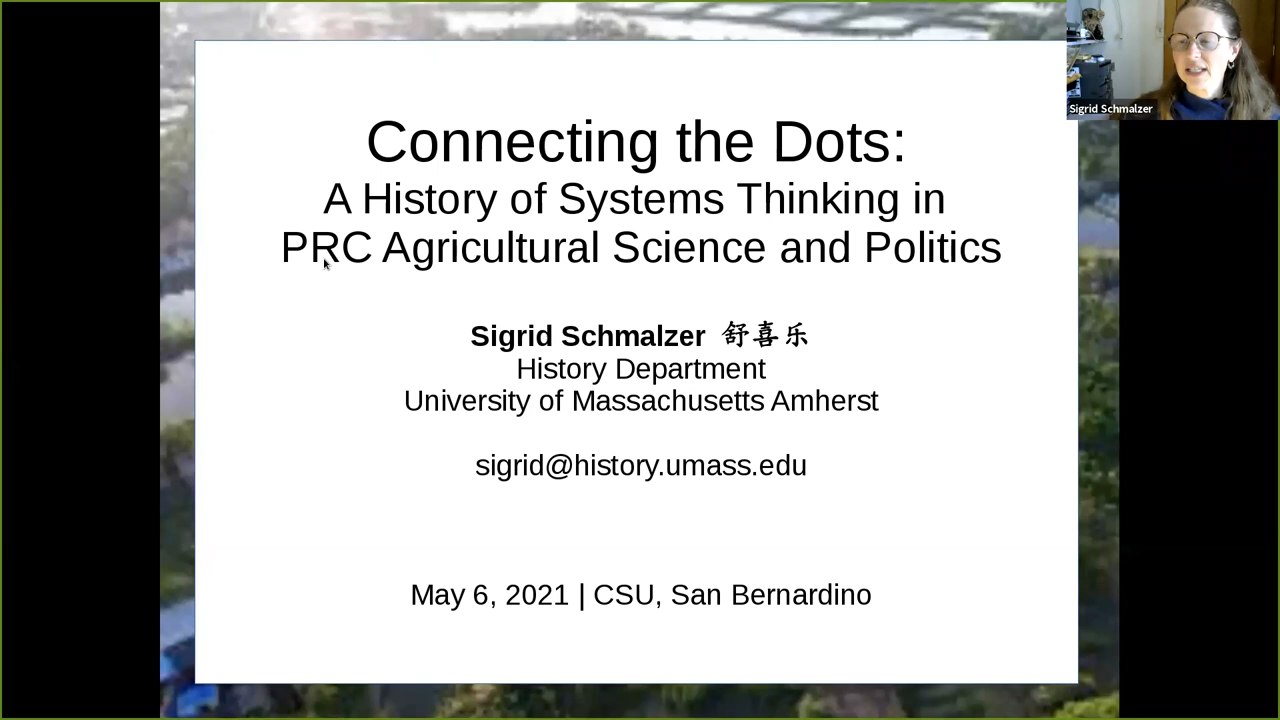 Connecting the Dots:
A History of Systems Thinking in
PRC Agricultural Science and Politics
Sigrid Schmalzer 舒喜乐
History Department
University of Massachusetts Amherst
sigrid@history.umass.edu
May 6, 2021 | CSU, San Bernardino
Sigrid Schmalzer